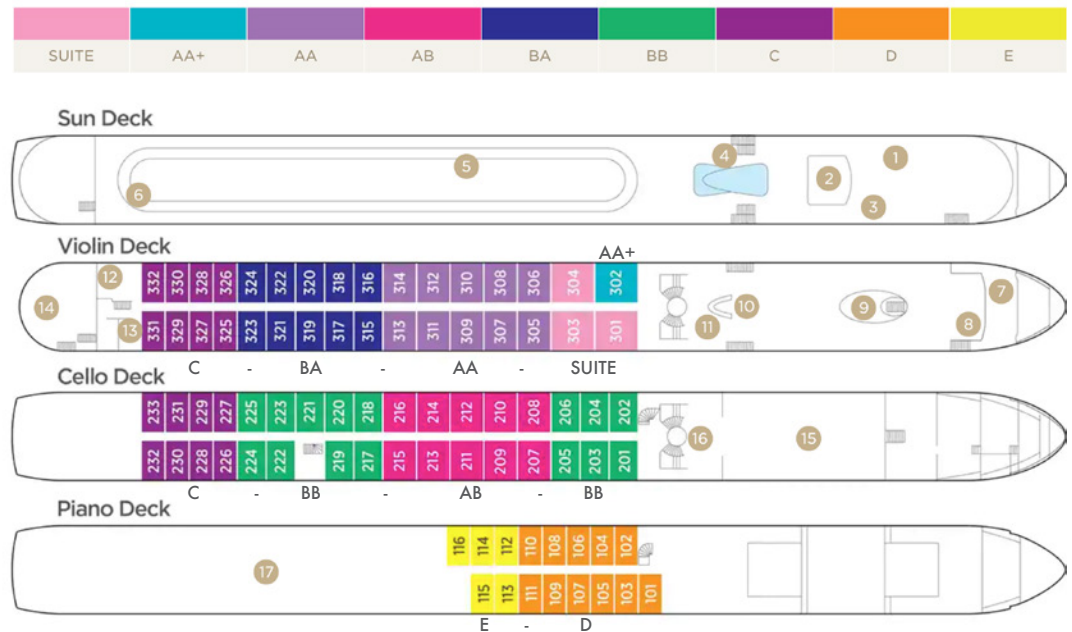 SUITE AA+ AA AB BA BB C D E
Sun Deck
1
4
5
2
6
3
Violin Deck
AA+
12
332 330 328 326 324 322 320 318 316 314 312 310 308 306 304 302
7
14
10
9
13
11
8
331 329 327 325 323 321 319 317 315 313 311 309 307 305 303 301
C - BA - AA - SUITE
Cello Deck
233 231 229 227 225 223 221 220 218 216 214 212 210 208 206 204 202
16
15
232 230 228 226 224 222 219 217 215 213 211 209 207 205 203 201
C - BB - AB - BB
Piano Deck
116 114 112 110 108 106 104 102
17
115 113 111 109 107 105 103 101
E - D